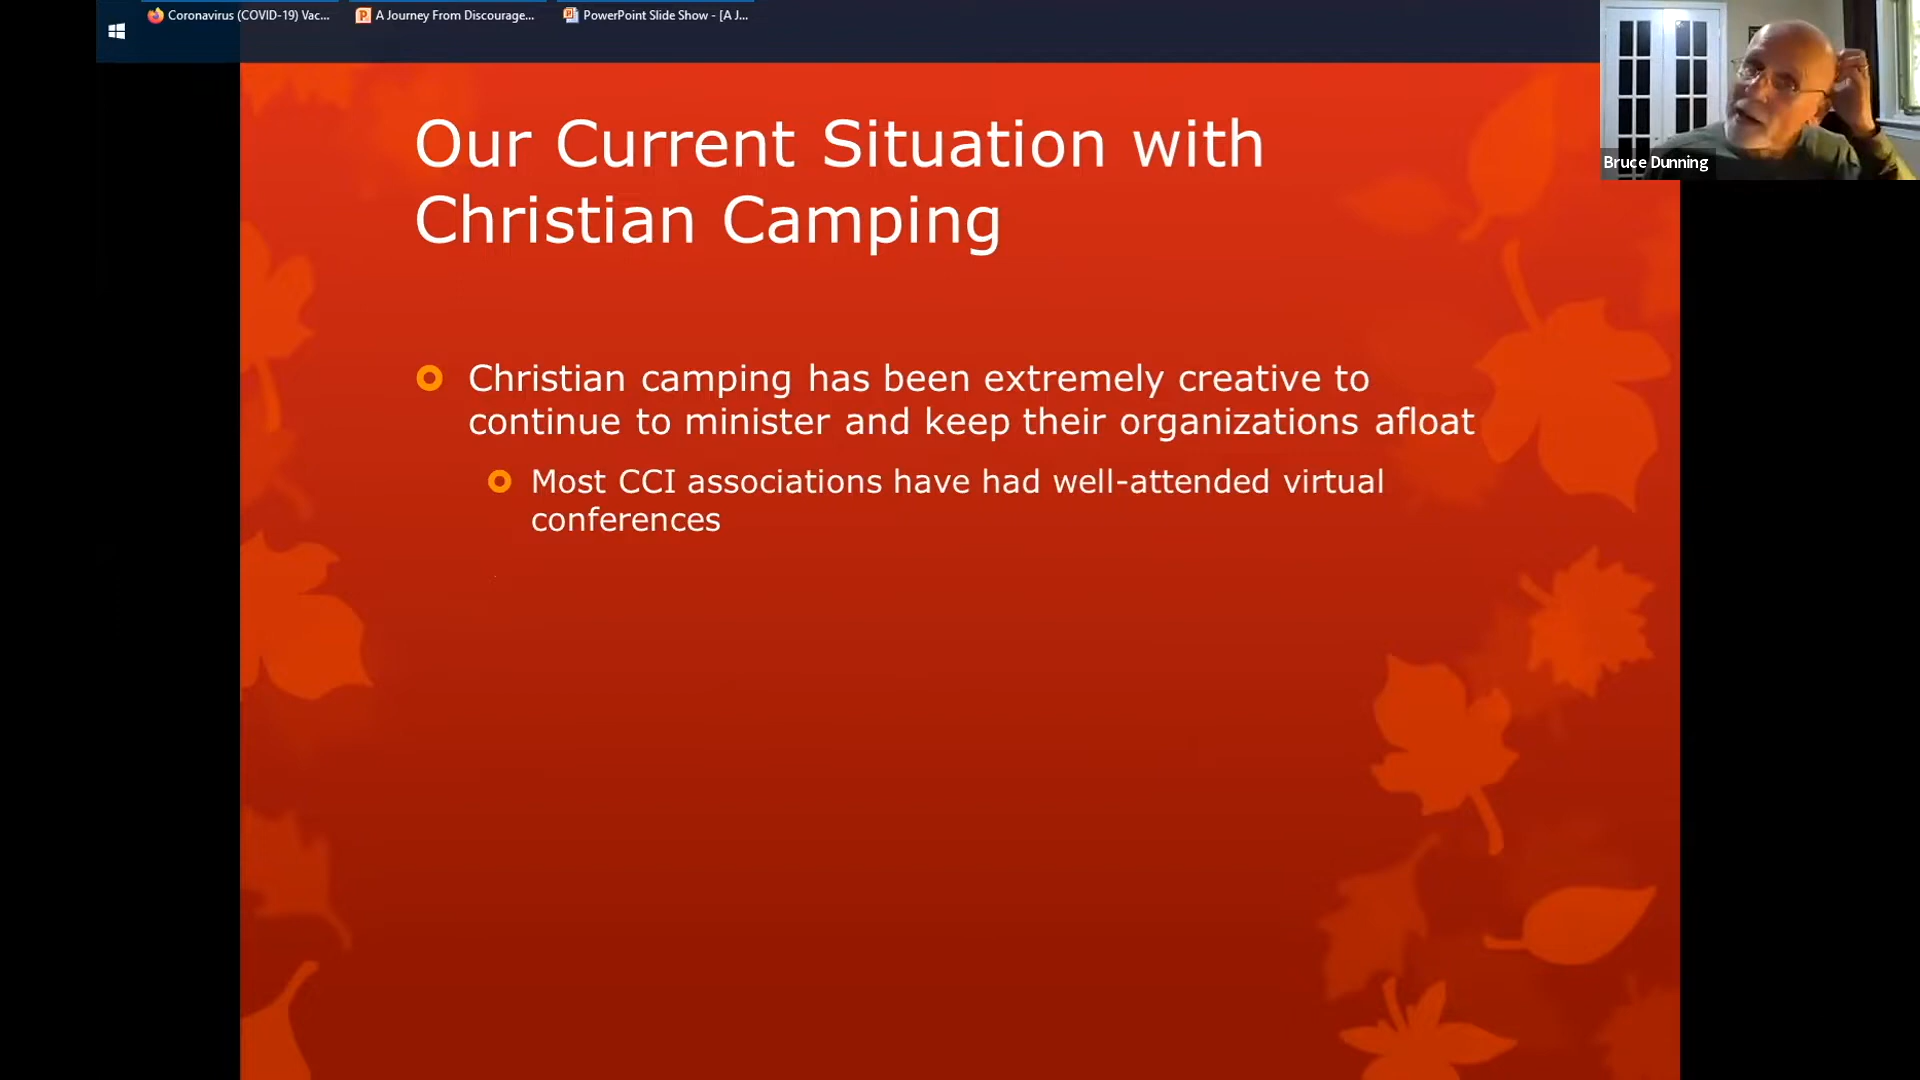 Coronavirus (COVID-19) Vac...
A Journey From Discourage...
PowerPoint Slide Show - [A J...
Bruce Dunning
Our Current Situation with
Christian Camping
Christian camping has been extremely creative to
continue to minister and keep their organizations afloat
Most CCI associations have had well-attended virtual
conferences